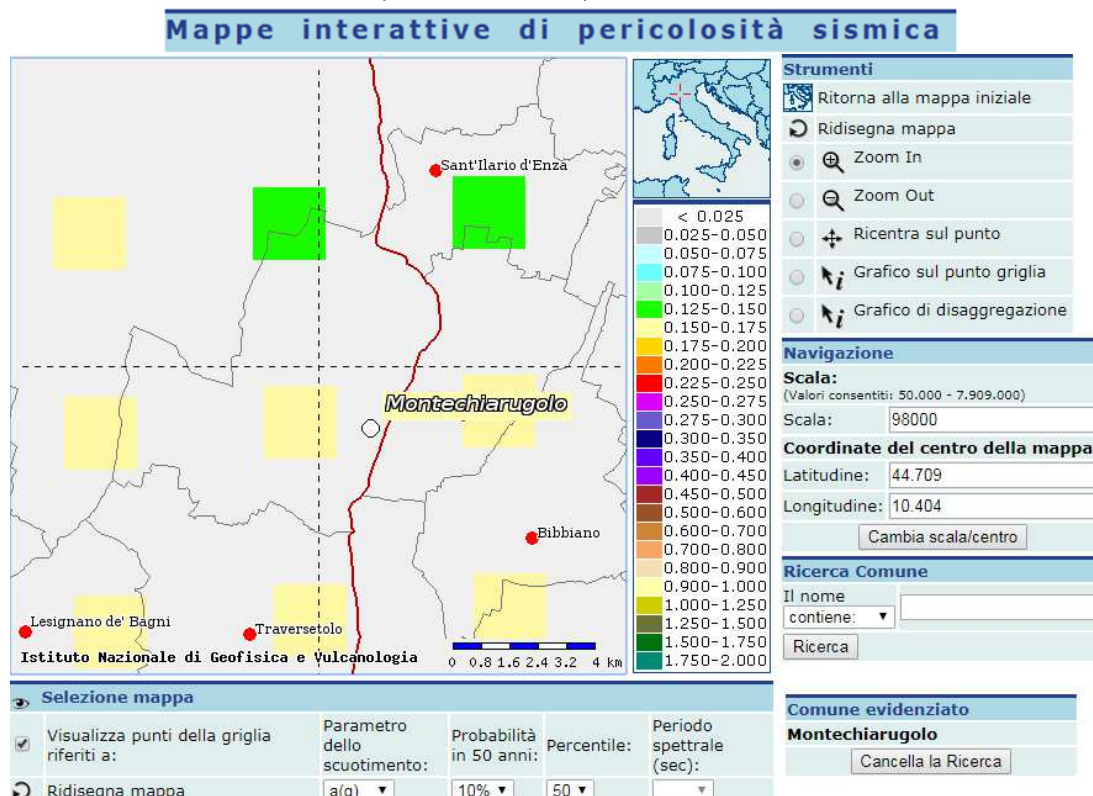 Mappe interattive di pericolosità sismica
Sant'Ilario d'Enza
Montechiarugolo
Bibbiano
Lesignano de' Bagni
Traversetolo
Istituto Nazionale di Geofisica e Vulcanologia
0 0.8 1.6 2.4 3.2 4 km
< 0.025
0.025-0.050
0.050-0.075
0.075-0.100
0.100-0.125
0.125-0.150
0.150-0.175
0.175-0.200
0.200-0.225
0.225-0.250
0.250-0.275
0.275-0.300
0.300-0.350
0.350-0.400
0.400-0.450
0.450-0.500
0.500-0.600
0.600-0.700
0.700-0.800
0.800-0.900
0.900-1.000
1.000-1.250
1.250-1.500
1.500-1.750
1.750-2.000
Strumenti
Ritorna alla mappa iniziale
Ridisegna mappa
Zoom In
Zoom Out
Ricentra sul punto
Grafico sul punto griglia
Grafico di disaggregazione
Navigazione
Scala:
(Valori consentiti: 50.000 - 7.909.000)
Scala: 98000
Coordinate del centro della mappa
Latitudine: 44.709
Longitudine: 10.404
Cambia scala/centro
Ricerca Comune
Il nome
contiene:
Ricerca
Selezione mappa
Visualizza punti della griglia riferiti a:
Parametro dello scuotimento:
Probabilità in 50 anni:
Percentile:
Periodo spettrale (sec):
Ridisegna mappa a(g) 10% 50
Comune evidenziato
Montechiarugolo
Cancella la Ricerca